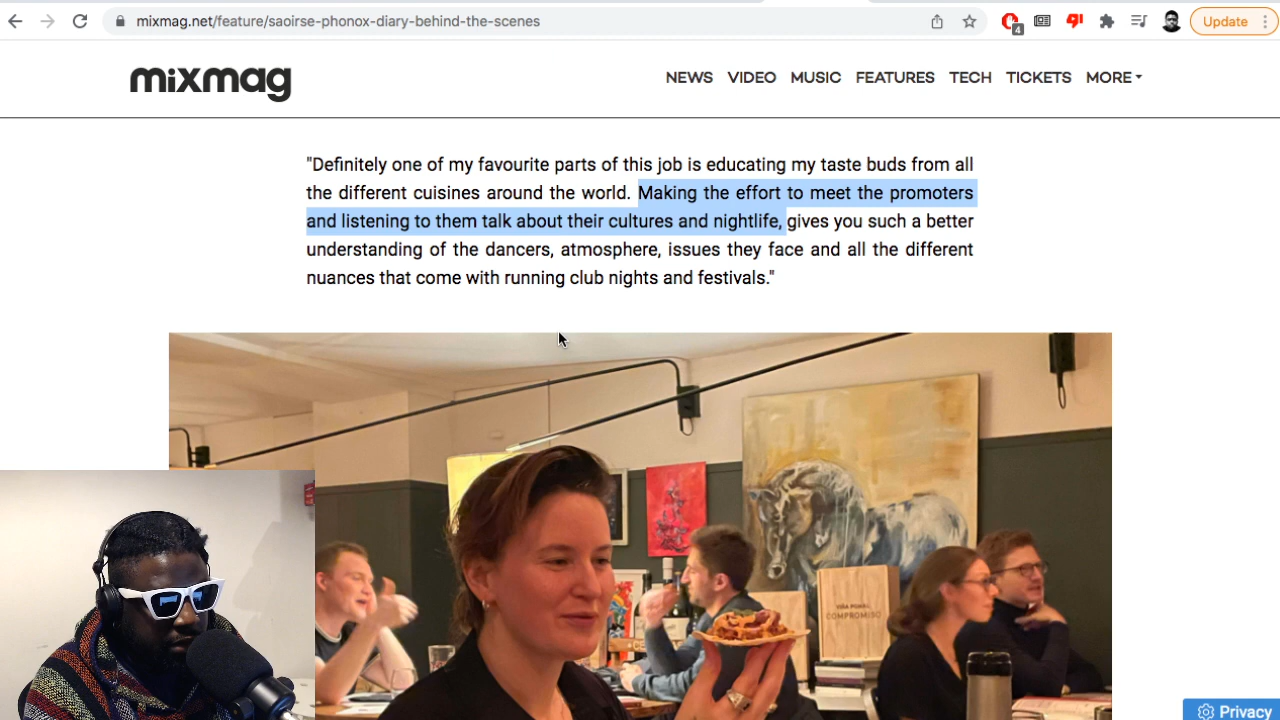 mixmag.net/feature/saoirse-phonox-diary-behind-the-scenes
4
Update
mixmag
NEWS VIDEO MUSIC FEATURES TECH TICKETS MORE
"Definitely one of my favourite parts of this job is educating my taste buds from all
the different cuisines around the world. Making the effort to meet the promoters
and listening to them talk about their cultures and nightlife, gives you such a better
understanding of the dancers, atmosphere, issues they face and all the different
nuances that come with running club nights and festivals."
COMPROMISO
Privacy